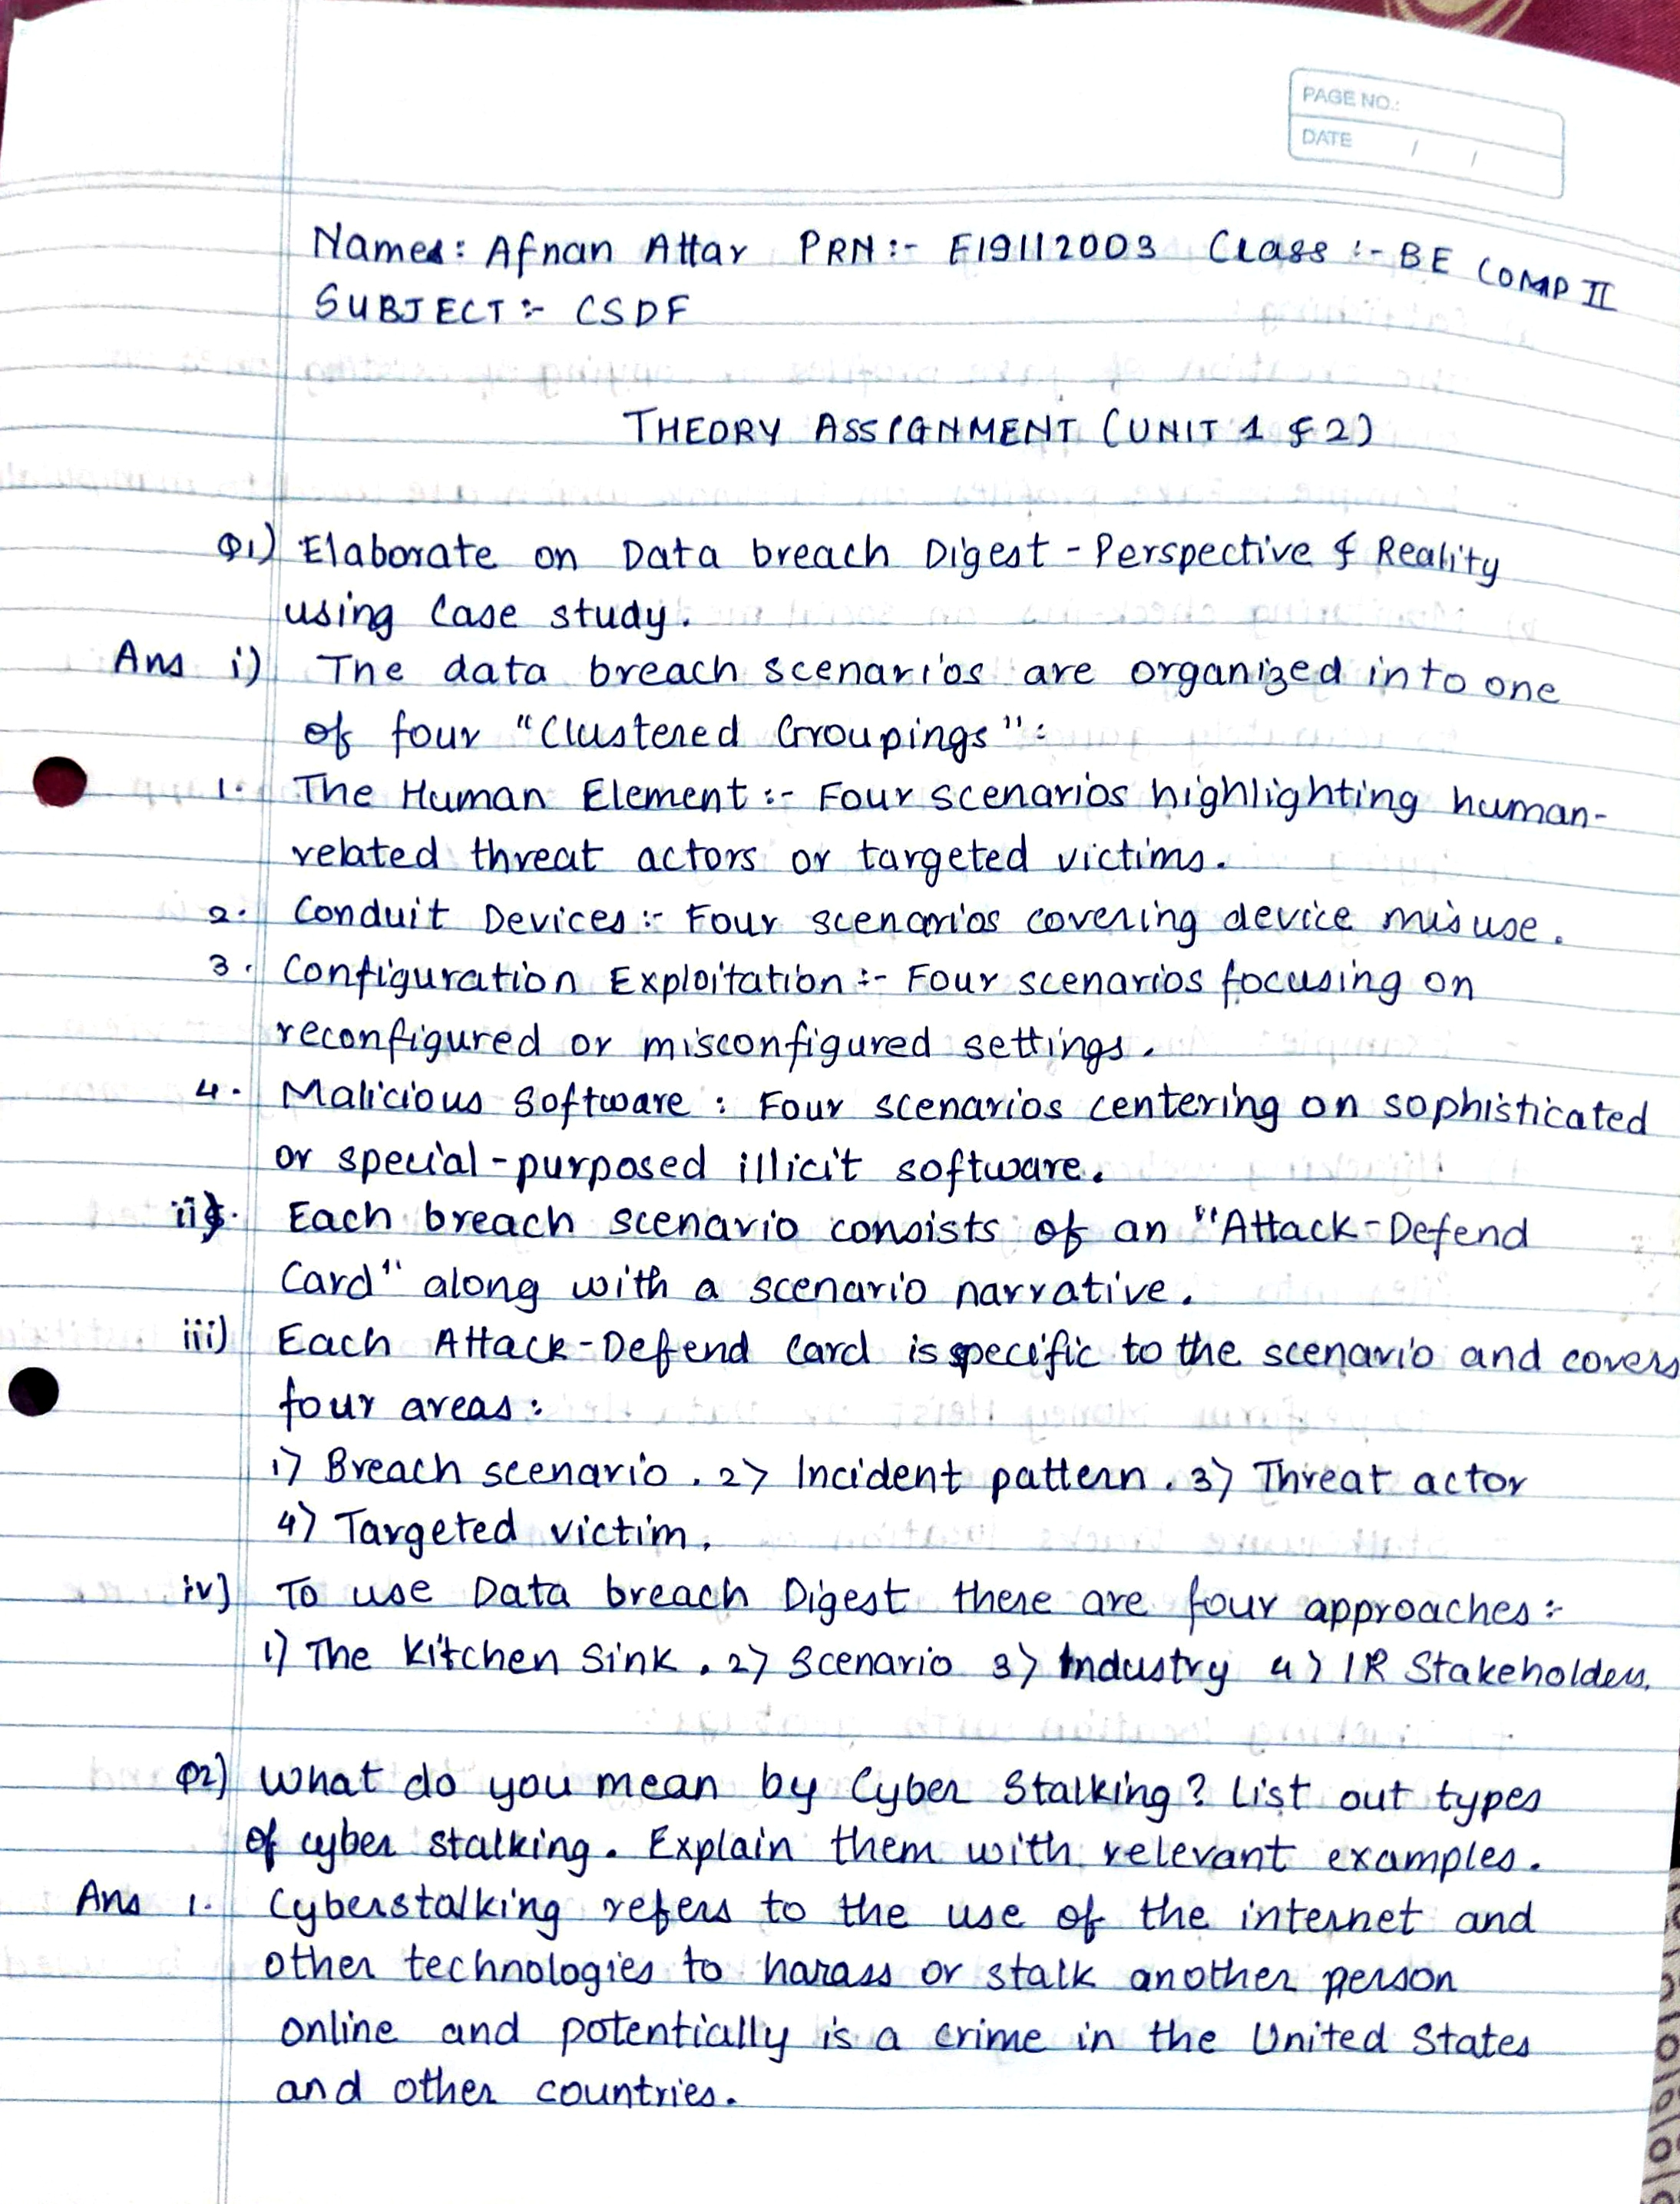 PAGE NO.:
DATE / /
Names: Afnan Attar PRN:- F19112003 Class :- BE COMP II
SUBJECT :- CSDF
THEORY ASSIGNMENT (UNIT 1 & 2)
Q1) Elaborate on Data breach Digest - Perspective & Reality
using Case study.
Ans i) The data breach scenarios are organized into one
of four "Clustered Groupings":
1. The Human Element :- Four scenarios highlighting human-
related threat actors or targeted victims.
2. Conduit Devices :- Four scenarios covering device misuse.
3. Configuration Exploitation :- Four scenarios focusing on
reconfigured or misconfigured settings.
4. Malicious Software : Four scenarios centering on sophisticated
or special-purposed illicit software.
ii). Each breach scenario consists of an "Attack-Defend
Card" along with a scenario narrative.
iii) Each Attack-Defend Card is specific to the scenario and covers
four areas:
1) Breach scenario. 2) Incident pattern. 3) Threat actor
4) Targeted victim.
iv) To use Data breach Digest there are four approaches :-
1) The Kitchen Sink. 2) Scenario 3) Industry 4) IR Stakeholders.
Q2) What do you mean by Cyber Stalking? List out types
of cyber stalking. Explain them with relevant examples.
Ans 1. Cyberstalking refers to the use of the internet and
other technologies to harass or stalk another person
online and potentially is a crime in the United States
and other countries.